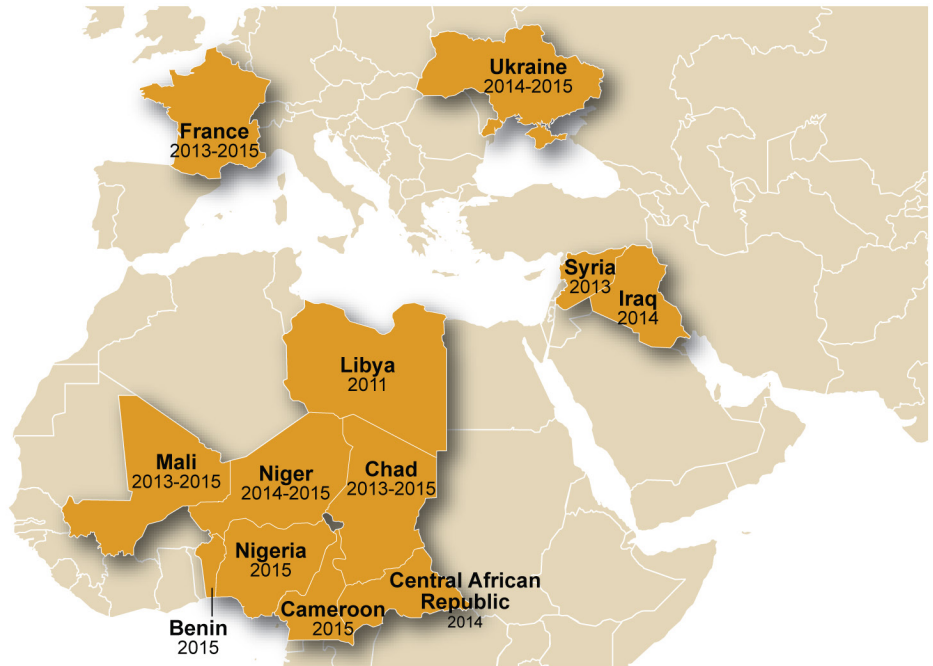 Ukraine
2014-2015
France
2013-2015
Syria
2013
Iraq
2014
Libya
2011
Mali
2013-2015
Niger
2014-2015
Chad
2013-2015
Nigeria
2015
Central African
Republic
2014
Cameroon
2015
Benin
2015